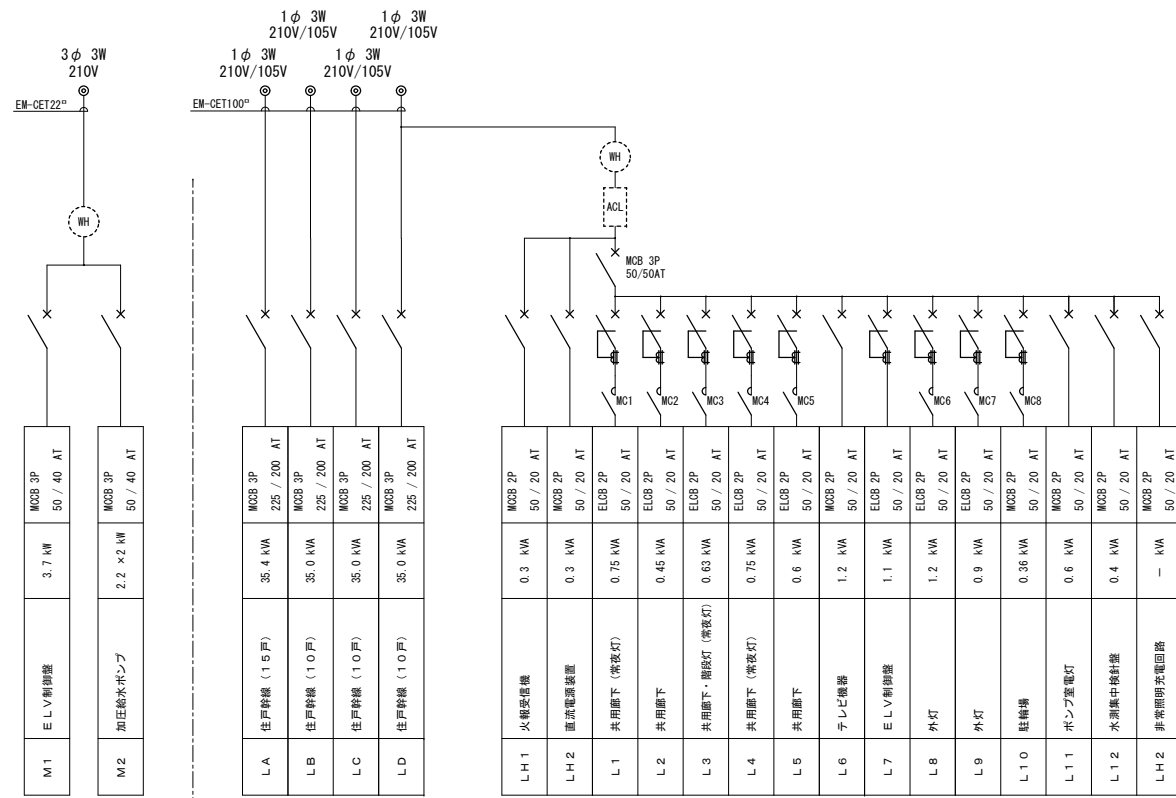 1φ 3W
210V/105V
1φ 3W
210V/105V
3φ 3W
210V
1φ 3W
210V/105V
1φ 3W
210V/105V
EM-CET22□
EM-CET100□
WH
WH
ACL
MCB 3P
50/50AT
MC1
MC2
MC3
MC4
MC5
MC6
MC7
MC8
MCCB 3P
50 / 40 AT
3.7 kW
ELV制御盤
M1
MCCB 3P
50 / 40 AT
2.2 ×2 kW
加圧給水ポンプ
M2
MCCB 3P
225 / 200 AT
35.4 kVA
住戸幹線(15戸)
LA
MCCB 3P
225 / 200 AT
35.0 kVA
住戸幹線(10戸)
LB
MCCB 3P
225 / 200 AT
35.0 kVA
住戸幹線(10戸)
LC
MCCB 3P
225 / 200 AT
35.0 kVA
住戸幹線(10戸)
LD
MCCB 2P
50 / 20 AT
0.3 kVA
火報受信機
LH1
MCCB 2P
50 / 20 AT
0.3 kVA
直流電源装置
LH2
ELCB 2P
50 / 20 AT
0.75 kVA
共用廊下(常夜灯)
L1
ELCB 2P
50 / 20 AT
0.45 kVA
共用廊下
L2
ELCB 2P
50 / 20 AT
0.63 kVA
共用廊下・階段灯(常夜灯)
L3
ELCB 2P
50 / 20 AT
0.75 kVA
共用廊下(常夜灯)
L4
ELCB 2P
50 / 20 AT
0.6 kVA
共用廊下
L5
MCCB 2P
50 / 20 AT
1.2 kVA
テレビ機器
L6
ELCB 2P
50 / 20 AT
1.1 kVA
ELV制御盤
L7
ELCB 2P
50 / 20 AT
1.2 kVA
外灯
L8
ELCB 2P
50 / 20 AT
0.9 kVA
外灯
L9
MCCB 2P
50 / 20 AT
0.36 kVA
駐輪場
L10
MCCB 2P
50 / 20 AT
0.6 kVA
ポンプ室電灯
L11
MCCB 2P
50 / 20 AT
0.4 kVA
水測集中検針盤
L12
MCCB 2P
50 / 20 AT
— kVA
非常照明充電回路
LH2